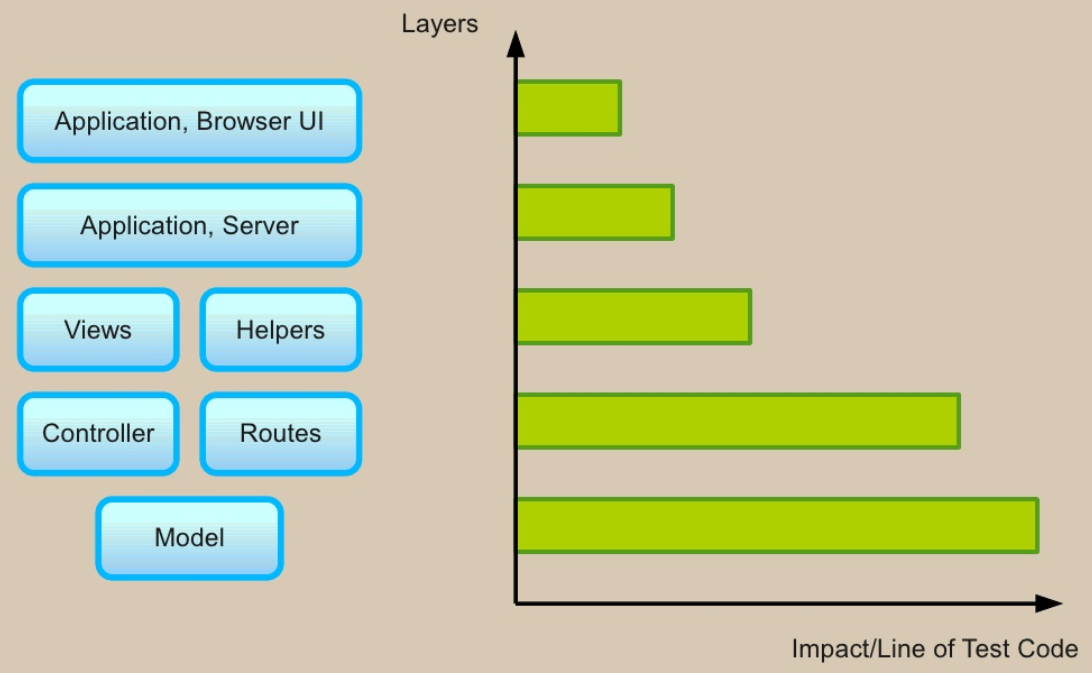 Layers
Application, Browser UI
Application, Server
Views
Helpers
Controller
Routes
Model
Impact/Line of Test Code